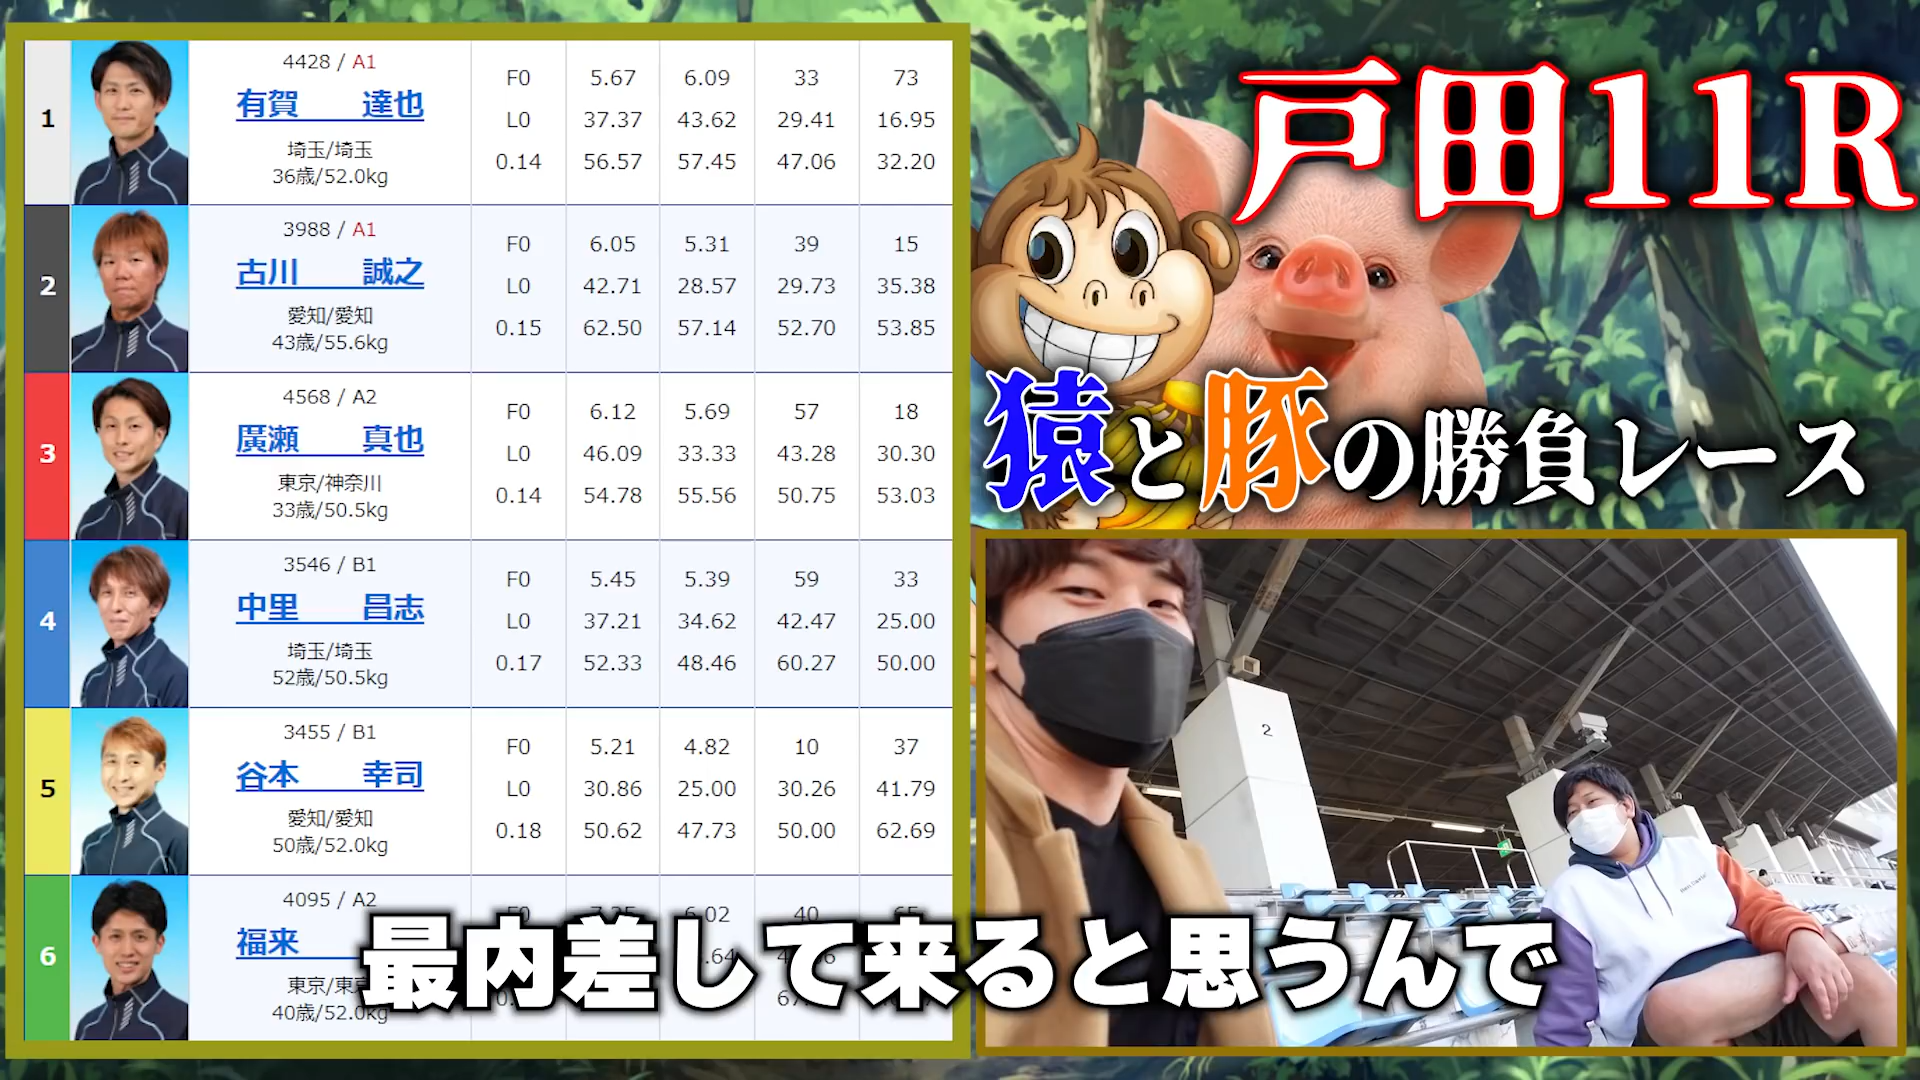 1
4428 / A1
有賀 達也
埼玉/埼玉
36歳/52.0kg
F0 5.67 6.09 33 73
L0 37.37 43.62 29.41 16.95
0.14 56.57 57.45 47.06 32.20
2
3988 / A1
古川 誠之
愛知/愛知
43歳/55.6kg
F0 6.05 5.31 39 15
L0 42.71 28.57 29.73 35.38
0.15 62.50 57.14 52.70 53.85
3
4568 / A2
廣瀬 真也
東京/神奈川
33歳/50.5kg
F0 6.12 5.69 57 18
L0 46.09 33.33 43.28 30.30
0.14 54.78 55.56 50.75 53.03
4
3546 / B1
中里 昌志
埼玉/埼玉
52歳/50.5kg
F0 5.45 5.39 59 33
L0 37.21 34.62 42.47 25.00
0.17 52.33 48.46 60.27 50.00
5
3455 / B1
谷本 幸司
愛知/愛知
50歳/52.0kg
F0 5.21 4.82 10 37
L0 30.86 25.00 30.26 41.79
0.18 50.62 47.73 50.00 62.69
6
4095 / A2
福来
東京/東京
40歳/52.0kg
F0 6.02 40 65
戸田11R
猿と豚の勝負レース
2
最内差して来ると思うんで